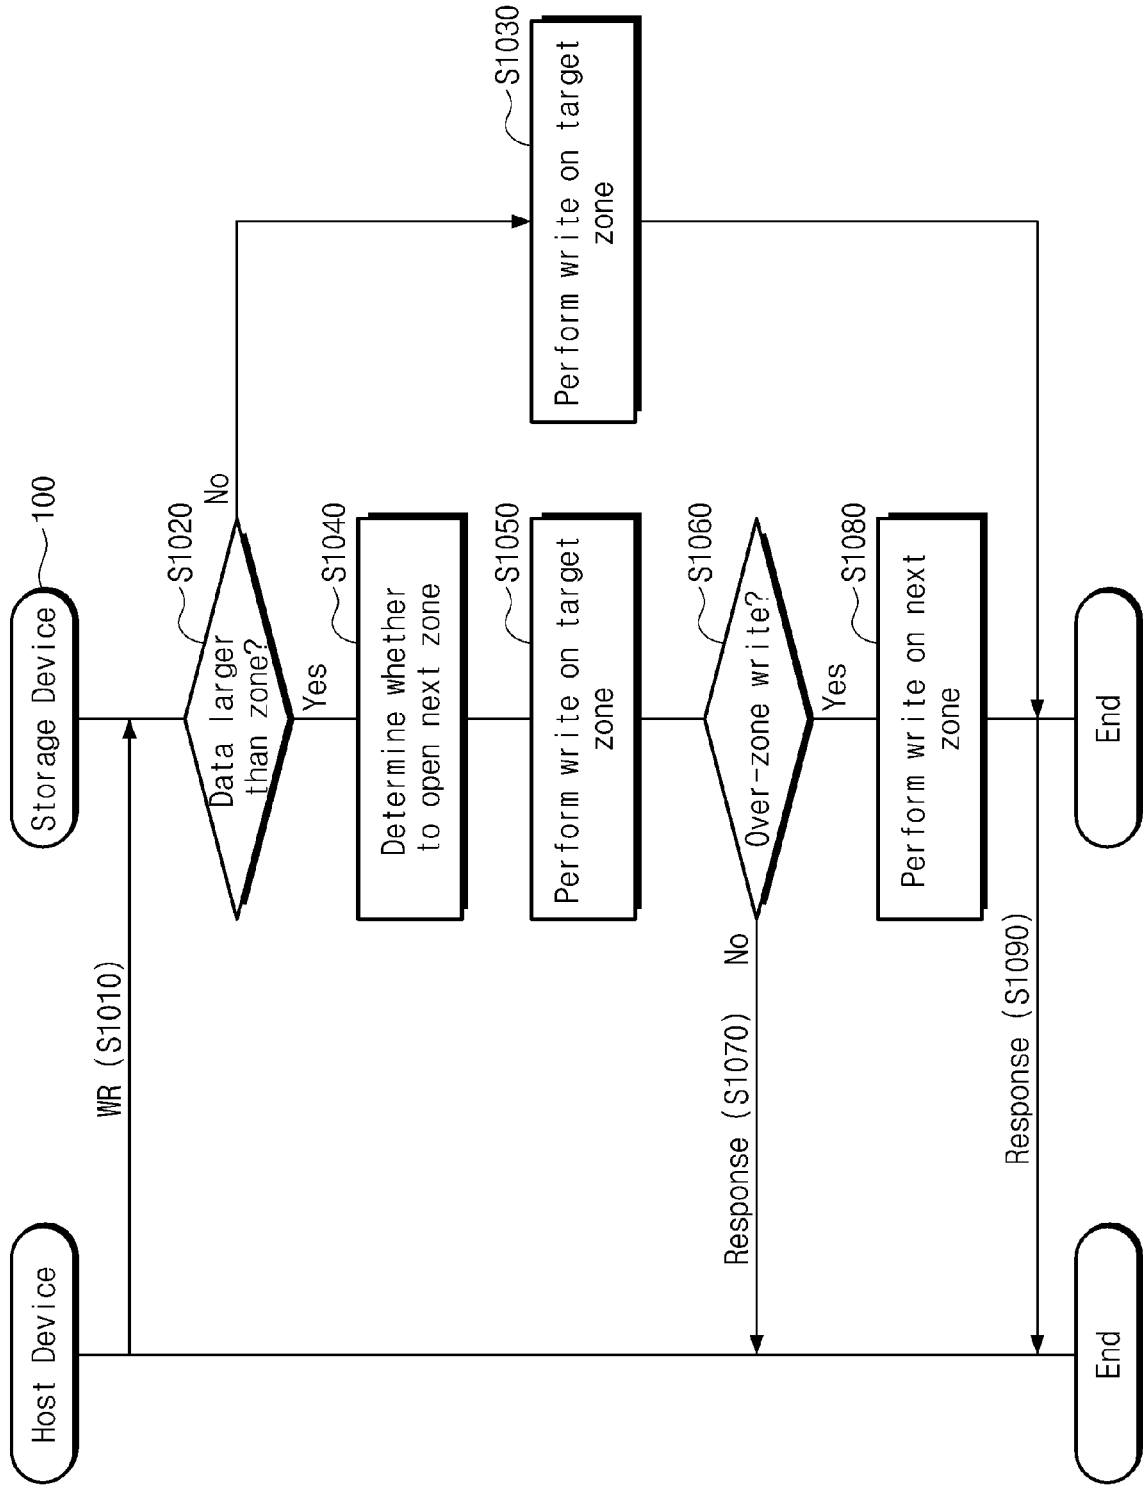 Host Device
Storage Device
100
WR (S1010)
S1020
Data larger
than zone?
No
Yes
S1040
Determine whether
to open next zone
S1050
Perform write on target
zone
S1030
Perform write on target
zone
S1060
Over-zone write?
No
Response (S1070)
Yes
S1080
Perform write on next
zone
Response (S1090)
End
End